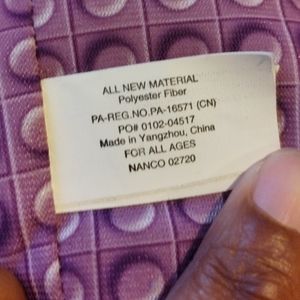 ALL NEW MATERIAL
Polyester Fiber
PA-REG.NO.PA-16571 (CN)
PO# 0102-04517
Made in Yangzhou, China
FOR ALL AGES
NANCO 02720